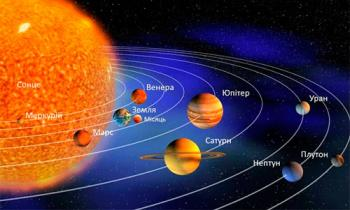 Сонце
Меркурій
Венера
Земля
Місяць
Марс
Юпітер
Сатурн
Уран
Нептун
Плутон